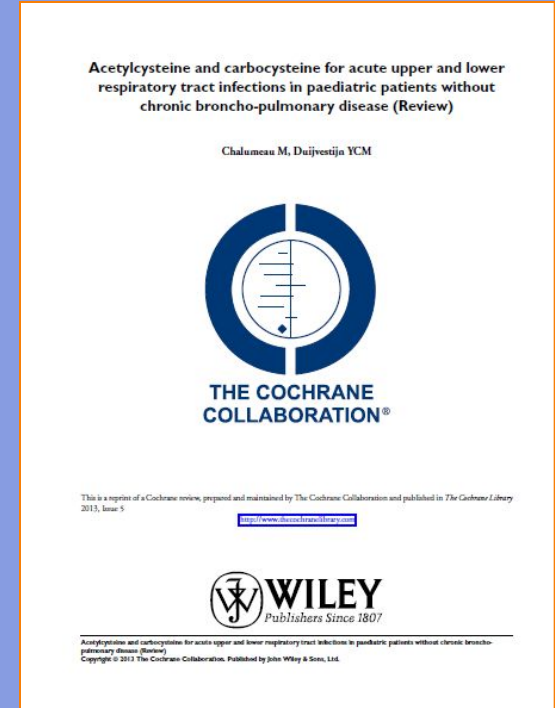 Acetylcysteine and carbocysteine for acute upper and lower
respiratory tract infections in paediatric patients without
chronic broncho-pulmonary disease (Review)
Chalumeau M, Duijvestijn YCM
THE COCHRANE
COLLABORATION®
This is a reprint of a Cochrane review, prepared and maintained by The Cochrane Collaboration and published in The Cochrane Library
2013, Issue 5
http://www.thecochranelibrary.com
WILEY
Publishers Since 1807
Acetylcysteine and carbocysteine for acute upper and lower respiratory tract infections in paediatric patients without chronic broncho-
pulmonary disease (Review)
Copyright © 2013 The Cochrane Collaboration. Published by John Wiley & Sons, Ltd.